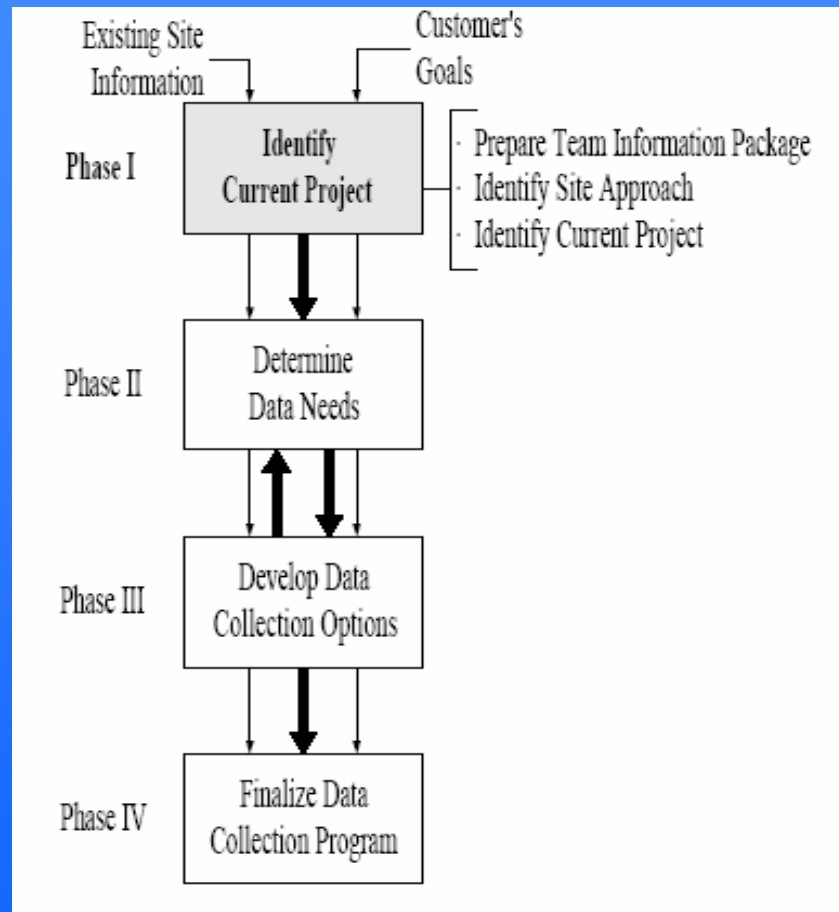 Existing Site
Information
Customer's
Goals
Phase I
Identify
Current Project
· Prepare Team Information Package
· Identify Site Approach
· Identify Current Project
Phase II
Determine
Data Needs
Phase III
Develop Data
Collection Options
Phase IV
Finalize Data
Collection Program